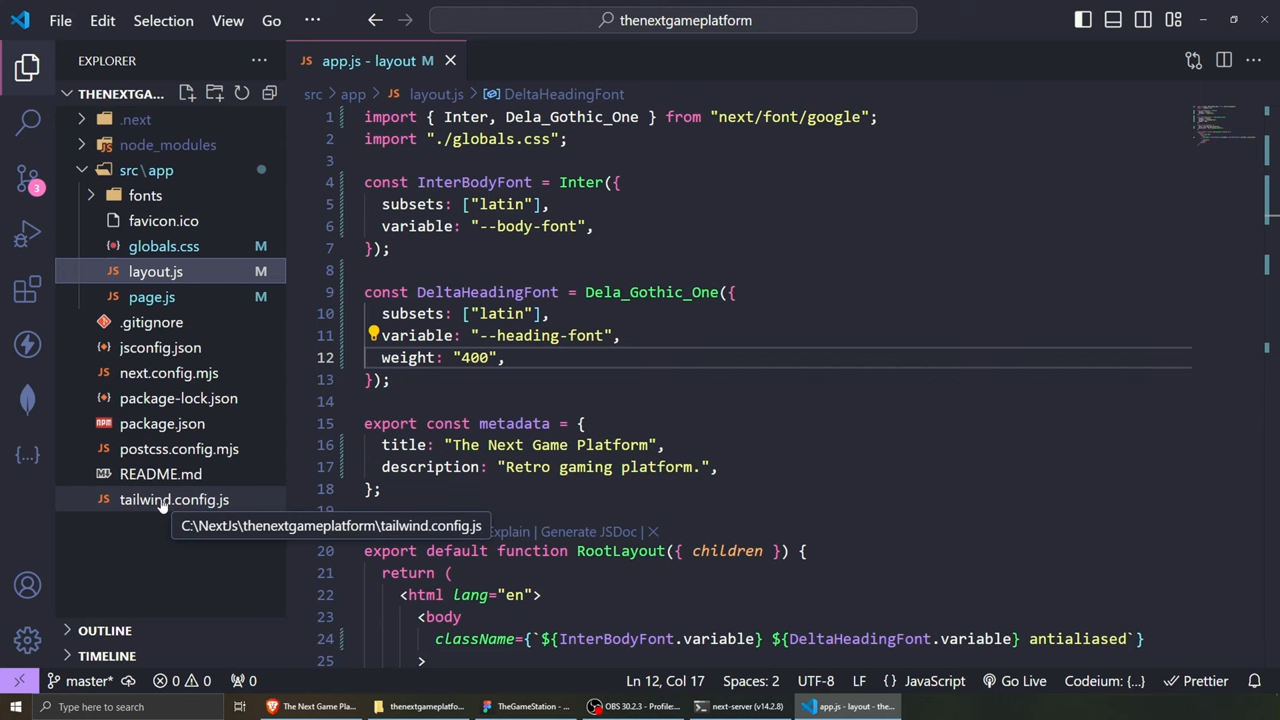 File Edit Selection View Go ··· thenextgameplatform
EXPLORER
THENEXTGA...
.next
node_modules
src\app
fonts
favicon.ico
globals.css M
layout.js M
page.js M
.gitignore
jsconfig.json
next.config.mjs
package-lock.json
package.json
postcss.config.mjs
README.md
tailwind.config.js
C:\NextJs\thenextgameplatform\tailwind.config.js
OUTLINE
TIMELINE
JS app.js - layout M
src > app > JS layout.js > DeltaHeadingFont
1 import { Inter, Dela_Gothic_One } from "next/font/google";
2 import "./globals.css";
3
4 const InterBodyFont = Inter({
5 subsets: ["latin"],
6 variable: "--body-font",
7 });
8
9 const DeltaHeadingFont = Dela_Gothic_One({
10 subsets: ["latin"],
11 variable: "--heading-font",
12 weight: "400",
13 });
14
15 export const metadata = {
16 title: "The Next Game Platform",
17 description: "Retro gaming platform.",
18 };
19
Explain | Generate JSDoc | X
20 export default function RootLayout({ children }) {
21 return (
22 <html lang="en">
23 <body
24 className={`${InterBodyFont.variable} ${DeltaHeadingFont.variable} antialiased`}
25 >
3
master* 0 0 0 Ln 12, Col 17 Spaces: 2 UTF-8 LF { } JavaScript Go Live Codeium: {...} Prettier
Type here to search The Next Game Pla... thenextgameplatfo... TheGameStation - ... OBS 30.2.3 - Profile:... next-server (v14.2.8) app.js - layout - the...